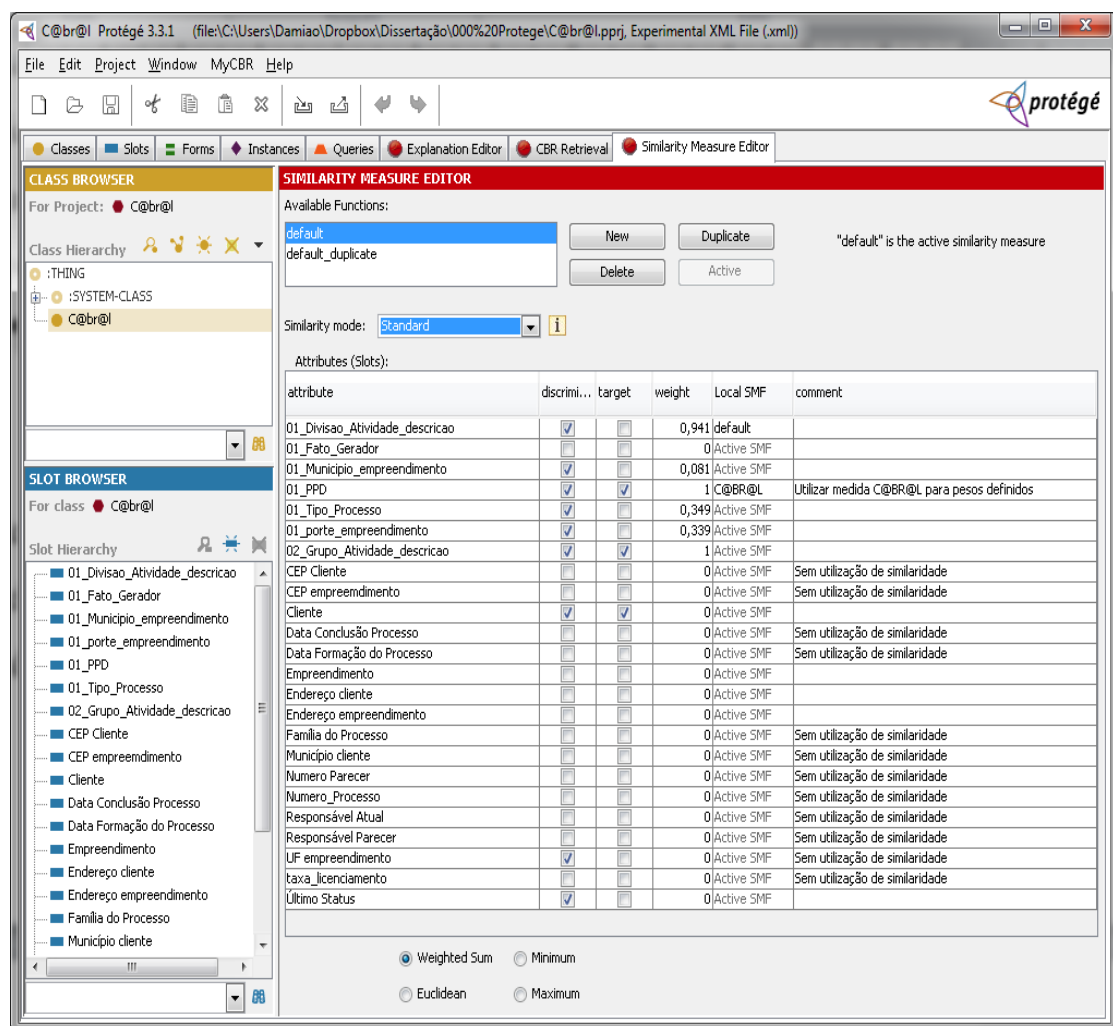 C@br@l Protégé 3.3.1 (file:\C:\Users\Damiao\Dropbox\Dissertação\000%20Protege\C@br@l.pprj, Experimental XML File (.xml))
File Edit Project Window MyCBR Help
protégé
Classes Slots Forms Instances Queries Explanation Editor CBR Retrieval Similarity Measure Editor
CLASS BROWSER
For Project: C@br@l
Class Hierarchy
:THING
:SYSTEM-CLASS
C@br@l
SLOT BROWSER
For class C@br@l
Slot Hierarchy
01_Divisao_Atividade_descricao
01_Fato_Gerador
01_Municipio_empreendimento
01_porte_empreendimento
01_PPD
01_Tipo_Processo
02_Grupo_Atividade_descricao
CEP Cliente
CEP empreemdimento
Cliente
Data Conclusão Processo
Data Formação do Processo
Empreendimento
Endereço cliente
Endereço empreendimento
Família do Processo
Município cliente
SIMILARITY MEASURE EDITOR
Available Functions:
default
default_duplicate
New Duplicate
Delete Active
"default" is the active similarity measure
Similarity mode: Standard i
Attributes (Slots):
attribute discrimi... target weight Local SMF comment
01_Divisao_Atividade_descricao 0,941 default
01_Fato_Gerador 0 Active SMF
01_Municipio_empreendimento 0,081 Active SMF
01_PPD 1 C@BR@L Utilizar medida C@BR@L para pesos definidos
01_Tipo_Processo 0,349 Active SMF
01_porte_empreendimento 0,339 Active SMF
02_Grupo_Atividade_descricao 1 Active SMF
CEP Cliente 0 Active SMF Sem utilização de similaridade
CEP empreemdimento 0 Active SMF Sem utilização de similaridade
Cliente 0 Active SMF
Data Conclusão Processo 0 Active SMF Sem utilização de similaridade
Data Formação do Processo 0 Active SMF Sem utilização de similaridade
Empreendimento 0 Active SMF
Endereço cliente 0 Active SMF
Endereço empreendimento 0 Active SMF
Família do Processo 0 Active SMF Sem utilização de similaridade
Município cliente 0 Active SMF Sem utilização de similaridade
Numero Parecer 0 Active SMF Sem utilização de similaridade
Numero_Processo 0 Active SMF Sem utilização de similaridade
Responsável Atual 0 Active SMF Sem utilização de similaridade
Responsável Parecer 0 Active SMF Sem utilização de similaridade
UF empreendimento 0 Active SMF Sem utilização de similaridade
taxa_licenciamento 0 Active SMF Sem utilização de similaridade
Último Status 0 Active SMF
Weighted Sum Minimum
Euclidean Maximum